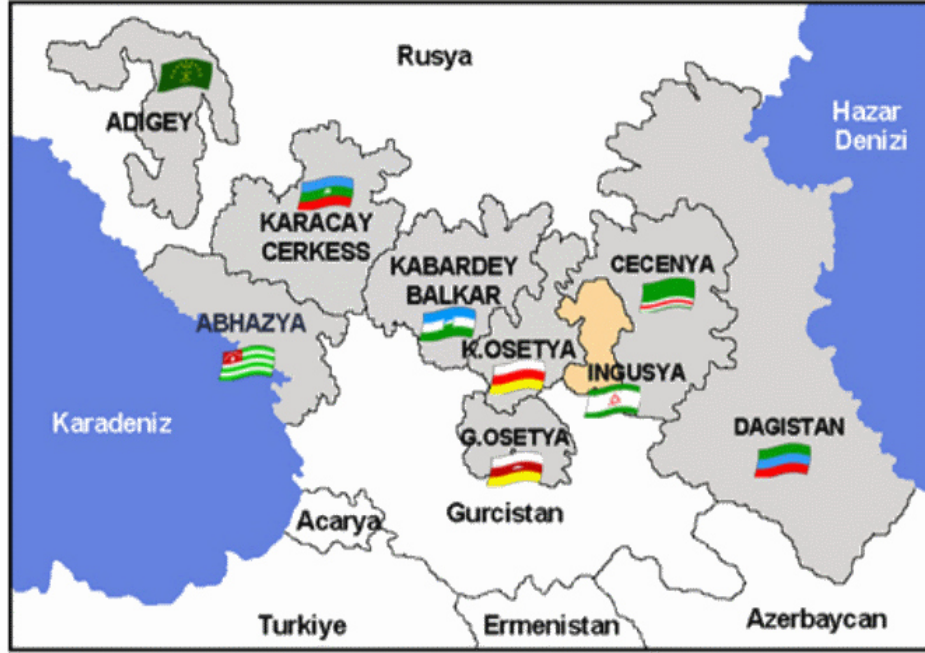 Rusya
Hazar
Denizi
ADIGEY
KARACAY
CERKESS
KABARDEY
BALKAR
CECENYA
ABHAZYA
K.OSETYA
INGUSYA
Karadeniz
G.OSETYA
DAGISTAN
Acarya
Gurcistan
Turkiye
Ermenistan
Azerbaycan